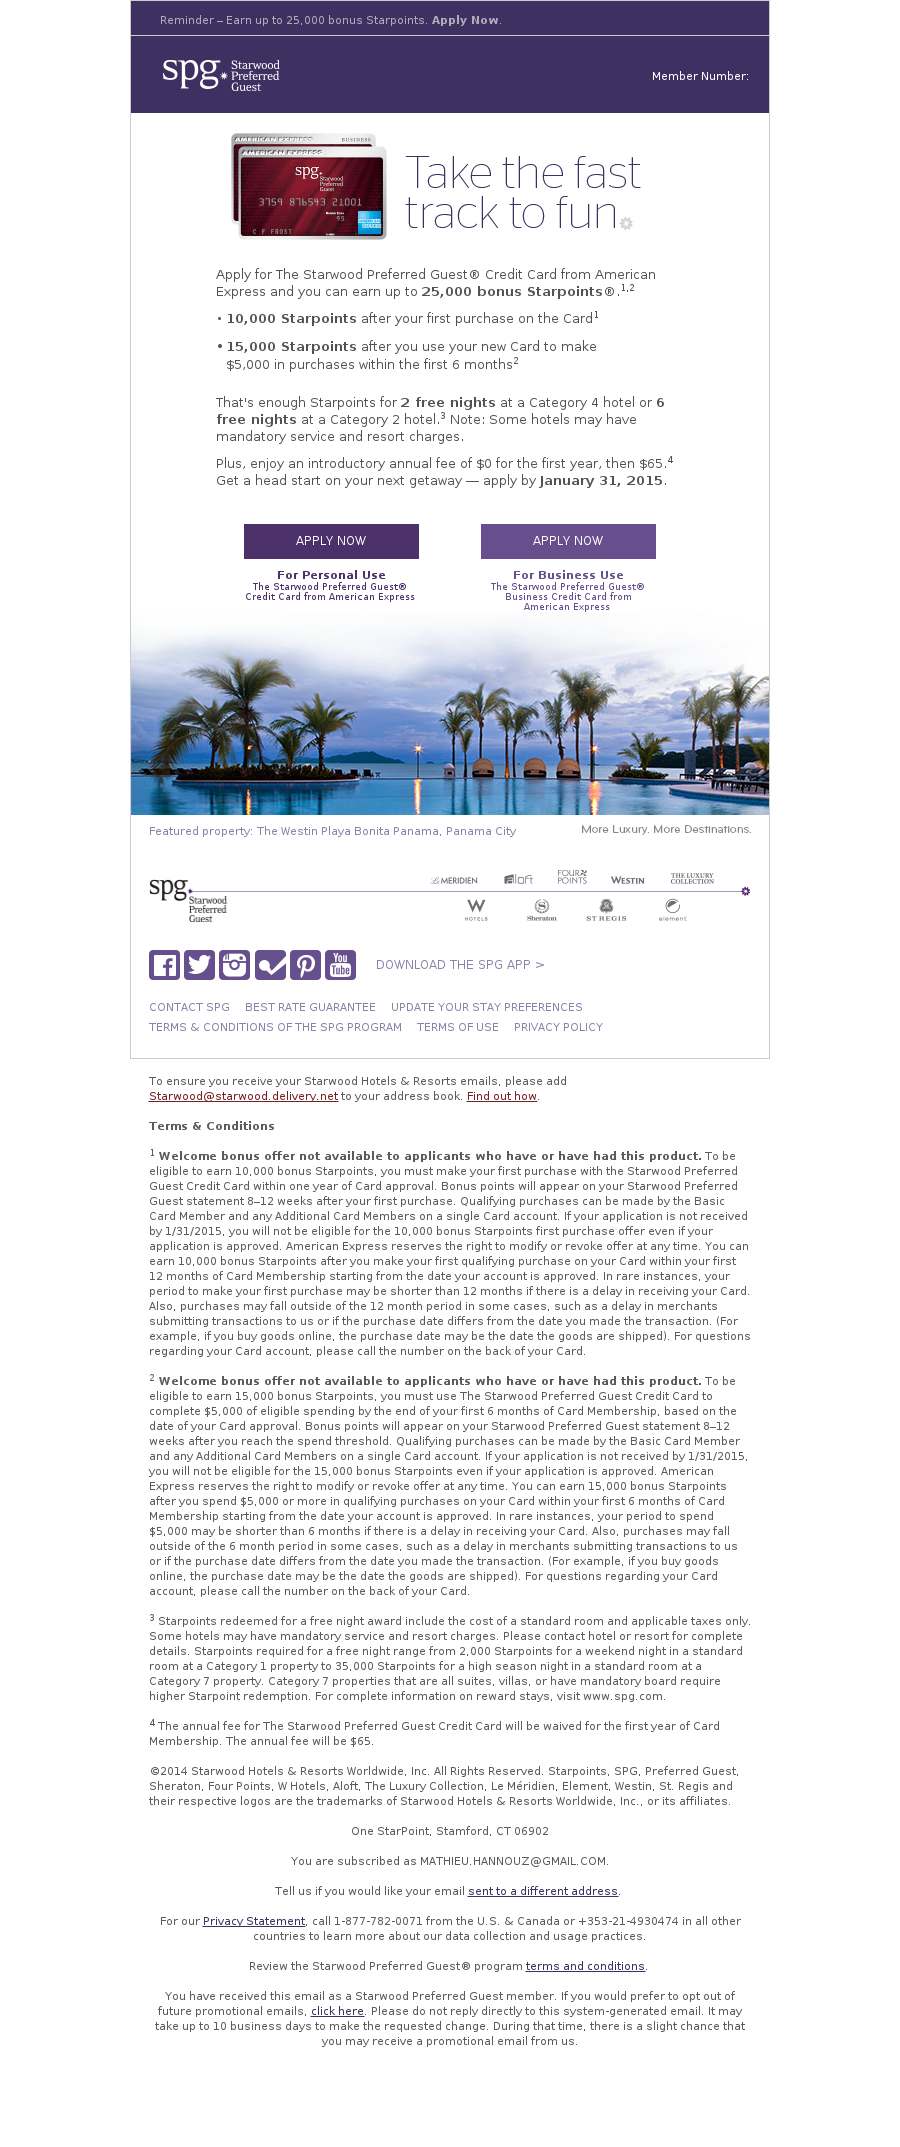 Reminder – Earn up to 25,000 bonus Starpoints. Apply Now.
spg Starwood
Preferred
Guest
Member Number:
AMERICAN EXPRESS BUSINESS
AMERICAN EXPRESS
spg Starwood
Preferred
Guest
3759 876543 21001
95
C F FROST
Take the fast
track to fun
Apply for The Starwood Preferred Guest® Credit Card from American
Express and you can earn up to 25,000 bonus Starpoints®.1,2
• 10,000 Starpoints after your first purchase on the Card1
• 15,000 Starpoints after you use your new Card to make
$5,000 in purchases within the first 6 months2
That's enough Starpoints for 2 free nights at a Category 4 hotel or 6
free nights at a Category 2 hotel.3 Note: Some hotels may have
mandatory service and resort charges.
Plus, enjoy an introductory annual fee of $0 for the first year, then $65.4
Get a head start on your next getaway — apply by January 31, 2015.
APPLY NOW APPLY NOW
For Personal Use
The Starwood Preferred Guest®
Credit Card from American Express
For Business Use
The Starwood Preferred Guest®
Business Credit Card from
American Express
Featured property: The Westin Playa Bonita Panama, Panama City More Luxury. More Destinations.
spg Starwood
Preferred
Guest
LE MERIDIEN aloft FOUR POINTS WESTIN THE LUXURY COLLECTION
W HOTELS Sheraton ST REGIS element
You Tube
DOWNLOAD THE SPG APP >
CONTACT SPG BEST RATE GUARANTEE UPDATE YOUR STAY PREFERENCES
TERMS & CONDITIONS OF THE SPG PROGRAM TERMS OF USE PRIVACY POLICY
To ensure you receive your Starwood Hotels & Resorts emails, please add
Starwood@starwood.delivery.net to your address book. Find out how.
Terms & Conditions
1 Welcome bonus offer not available to applicants who have or have had this product. To be
eligible to earn 10,000 bonus Starpoints, you must make your first purchase with the Starwood Preferred
Guest Credit Card within one year of Card approval. Bonus points will appear on your Starwood Preferred
Guest statement 8–12 weeks after your first purchase. Qualifying purchases can be made by the Basic
Card Member and any Additional Card Members on a single Card account. If your application is not received
by 1/31/2015, you will not be eligible for the 10,000 bonus Starpoints first purchase offer even if your
application is approved. American Express reserves the right to modify or revoke offer at any time. You can
earn 10,000 bonus Starpoints after you make your first qualifying purchase on your Card within your first
12 months of Card Membership starting from the date your account is approved. In rare instances, your
period to make your first purchase may be shorter than 12 months if there is a delay in receiving your Card.
Also, purchases may fall outside of the 12 month period in some cases, such as a delay in merchants
submitting transactions to us or if the purchase date differs from the date you made the transaction. (For
example, if you buy goods online, the purchase date may be the date the goods are shipped). For questions
regarding your Card account, please call the number on the back of your Card.
2 Welcome bonus offer not available to applicants who have or have had this product. To be
eligible to earn 15,000 bonus Starpoints, you must use The Starwood Preferred Guest Credit Card to
complete $5,000 of eligible spending by the end of your first 6 months of Card Membership, based on the
date of your Card approval. Bonus points will appear on your Starwood Preferred Guest statement 8–12
weeks after you reach the spend threshold. Qualifying purchases can be made by the Basic Card Member
and any Additional Card Members on a single Card account. If your application is not received by 1/31/2015,
you will not be eligible for the 15,000 bonus Starpoints even if your application is approved. American
Express reserves the right to modify or revoke offer at any time. You can earn 15,000 bonus Starpoints
after you spend $5,000 or more in qualifying purchases on your Card within your first 6 months of Card
Membership starting from the date your account is approved. In rare instances, your period to spend
$5,000 may be shorter than 6 months if there is a delay in receiving your Card. Also, purchases may fall
outside of the 6 month period in some cases, such as a delay in merchants submitting transactions to us
or if the purchase date differs from the date you made the transaction. (For example, if you buy goods
online, the purchase date may be the date the goods are shipped). For questions regarding your Card
account, please call the number on the back of your Card.
3 Starpoints redeemed for a free night award include the cost of a standard room and applicable taxes only.
Some hotels may have mandatory service and resort charges. Please contact hotel or resort for complete
details. Starpoints required for a free night range from 2,000 Starpoints for a weekend night in a standard
room at a Category 1 property to 35,000 Starpoints for a high season night in a standard room at a
Category 7 property. Category 7 properties that are all suites, villas, or have mandatory board require
higher Starpoint redemption. For complete information on reward stays, visit www.spg.com.
4 The annual fee for The Starwood Preferred Guest Credit Card will be waived for the first year of Card
Membership. The annual fee will be $65.
©2014 Starwood Hotels & Resorts Worldwide, Inc. All Rights Reserved. Starpoints, SPG, Preferred Guest,
Sheraton, Four Points, W Hotels, Aloft, The Luxury Collection, Le Méridien, Element, Westin, St. Regis and
their respective logos are the trademarks of Starwood Hotels & Resorts Worldwide, Inc., or its affiliates.
One StarPoint, Stamford, CT 06902
You are subscribed as MATHIEU.HANNOUZ@GMAIL.COM.
Tell us if you would like your email sent to a different address.
For our Privacy Statement, call 1-877-782-0071 from the U.S. & Canada or +353-21-4930474 in all other
countries to learn more about our data collection and usage practices.
Review the Starwood Preferred Guest® program terms and conditions.
You have received this email as a Starwood Preferred Guest member. If you would prefer to opt out of
future promotional emails, click here. Please do not reply directly to this system-generated email. It may
take up to 10 business days to make the requested change. During that time, there is a slight chance that
you may receive a promotional email from us.